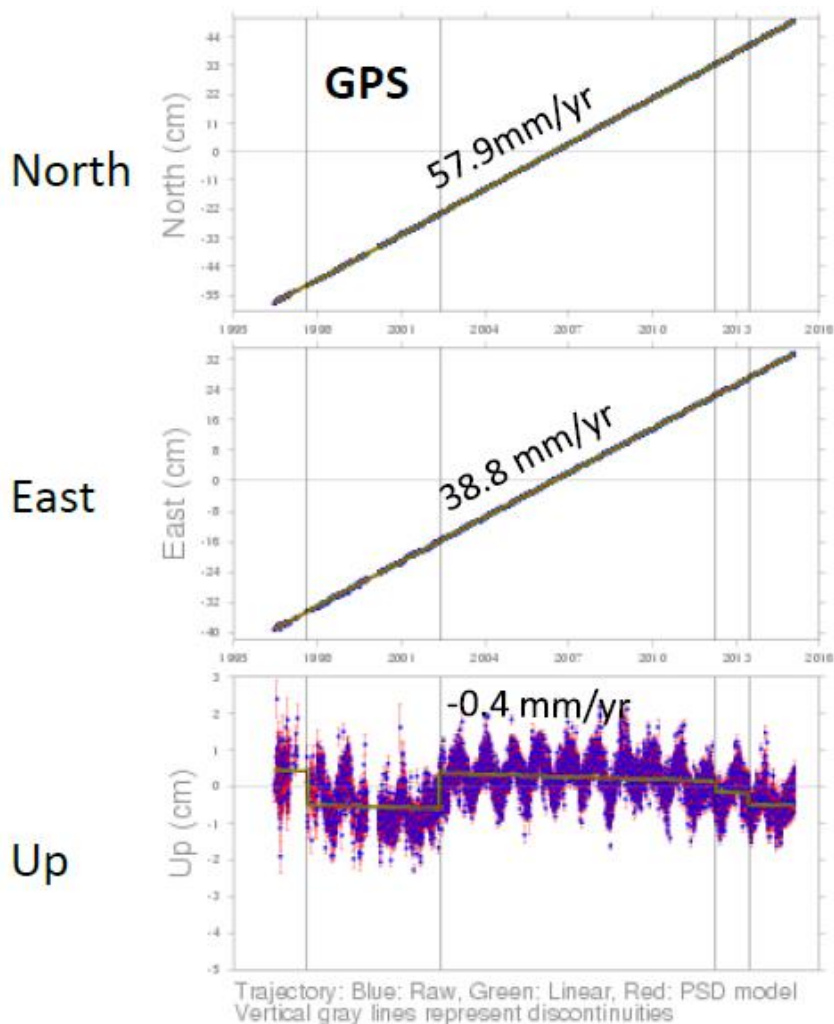 GPS
North
North (cm)
57.9mm/yr
44
33
22
11
0
-11
-22
-33
-44
-55
1995 1998 2001 2004 2007 2010 2013 2016
East
East (cm)
38.8 mm/yr
32
24
16
8
0
-8
-16
-24
-32
-40
1995 1998 2001 2004 2007 2010 2013 2016
Up
Up (cm)
-0.4 mm/yr
3
2
1
0
-1
-2
-3
-4
-5
Trajectory: Blue: Raw, Green: Linear, Red: PSD model
Vertical gray lines represent discontinuities